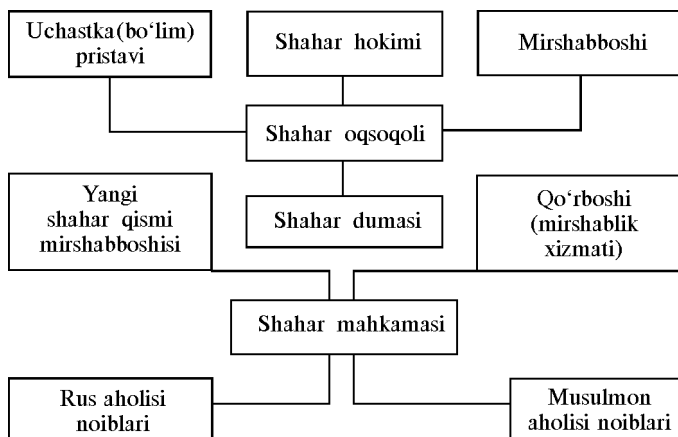 Uchastka (bo‘lim)
pristavi
Shahar hokimi
Mirshabboshi
Shahar oqsoqoli
Yangi
shahar qismi
mirshabboshisi
Shahar dumasi
Qo‘rboshi
(mirshablik
xizmati)
Shahar mahkamasi
Rus aholisi
noiblari
Musulmon
aholisi noiblari